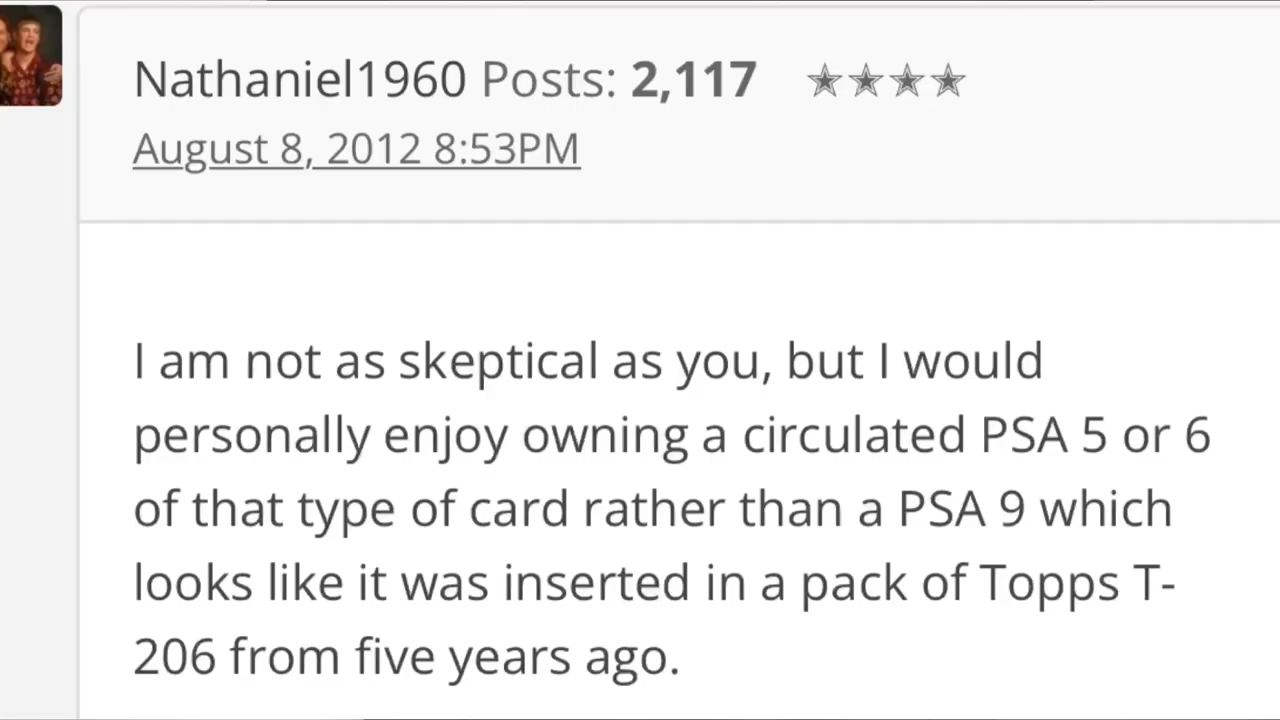 Nathaniel1960 Posts: 2,117 ★★★★
August 8, 2012 8:53PM
I am not as skeptical as you, but I would
personally enjoy owning a circulated PSA 5 or 6
of that type of card rather than a PSA 9 which
looks like it was inserted in a pack of Topps T-
206 from five years ago.